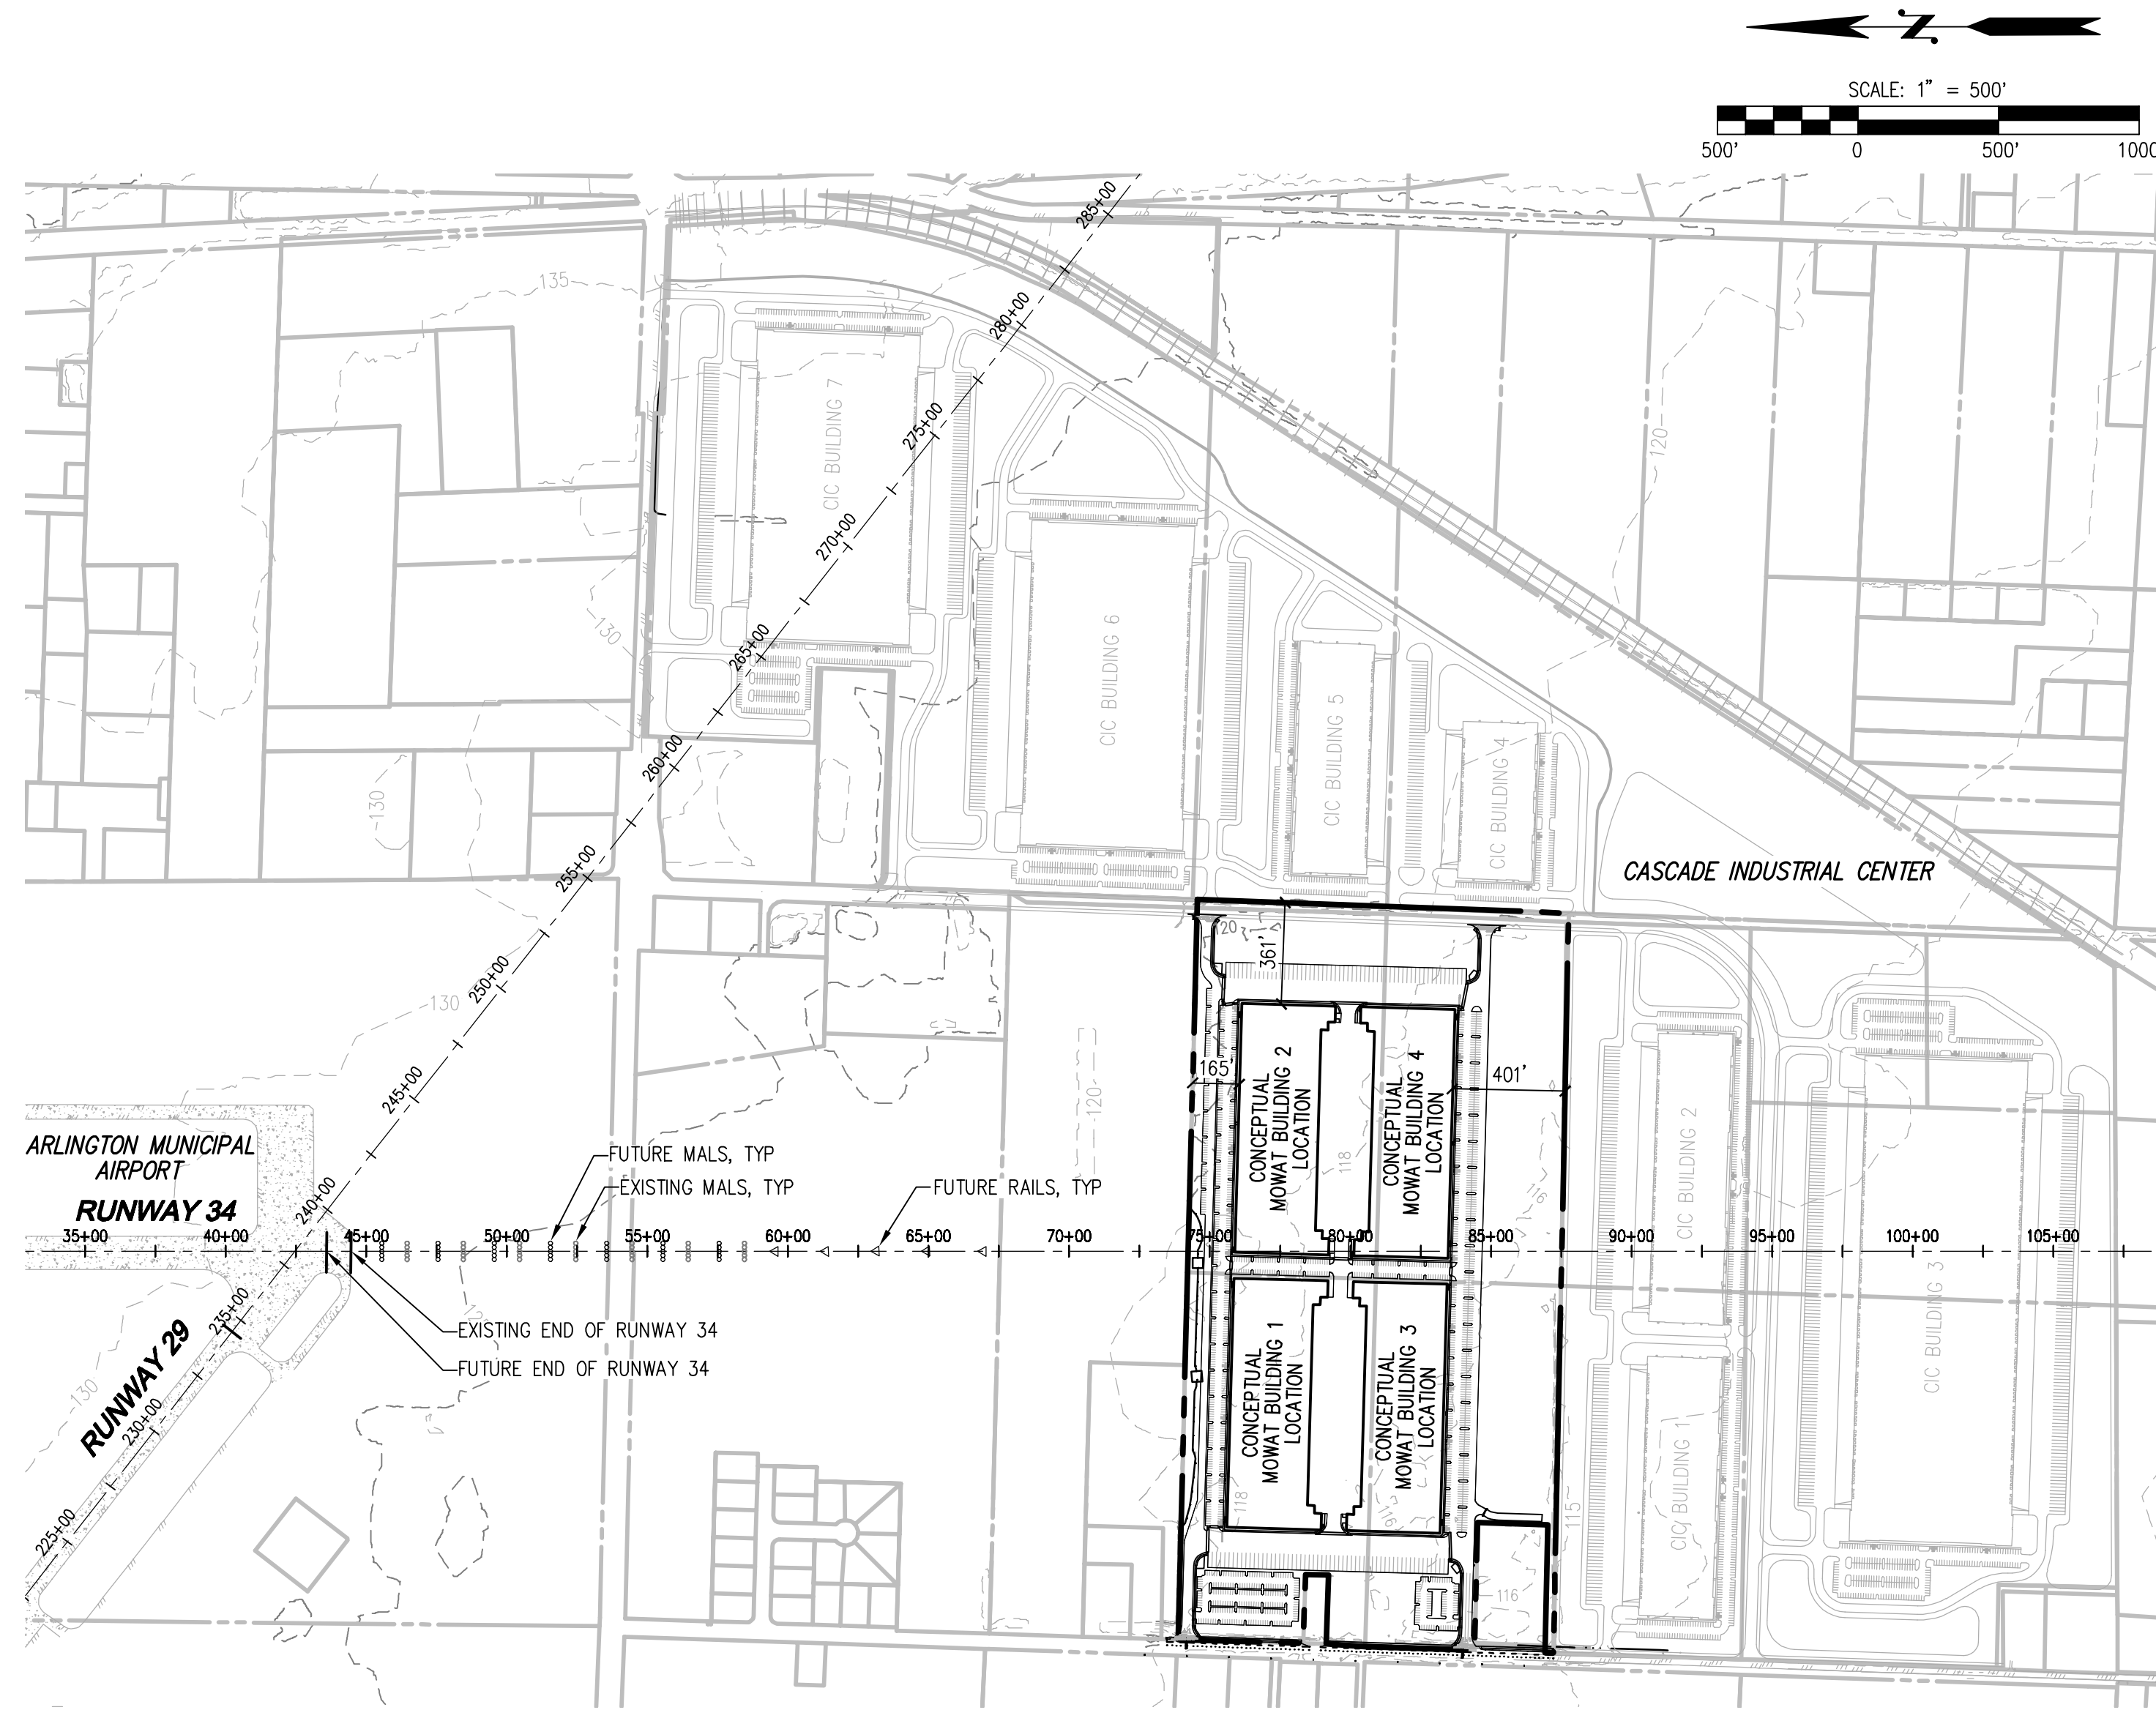 N
SCALE: 1" = 500'
500'
0
500'
1000
285+00
280+00
275+00
270+00
265+00
260+00
255+00
250+00
245+00
240+00
235+00
230+00
225+00
135
130
130
130
130
120
120
120
118
118
116
116
116
115
CIC BUILDING 7
CIC BUILDING 6
CIC BUILDING 5
CIC BUILDING 4
CASCADE INDUSTRIAL CENTER
361'
165'
401'
CONCEPTUAL
MOWAT BUILDING 2
LOCATION
CONCEPTUAL
MOWAT BUILDING 4
LOCATION
CIC BUILDING 2
ARLINGTON MUNICIPAL
AIRPORT
RUNWAY 34
FUTURE MALS, TYP
EXISTING MALS, TYP
FUTURE RAILS, TYP
35+00
40+00
45+00
50+00
55+00
60+00
65+00
70+00
75+00
80+00
85+00
90+00
95+00
100+00
105+00
EXISTING END OF RUNWAY 34
FUTURE END OF RUNWAY 34
RUNWAY 29
CONCEPTUAL
MOWAT BUILDING 1
LOCATION
CONCEPTUAL
MOWAT BUILDING 3
LOCATION
CIC BUILDING 1
CIC BUILDING 3